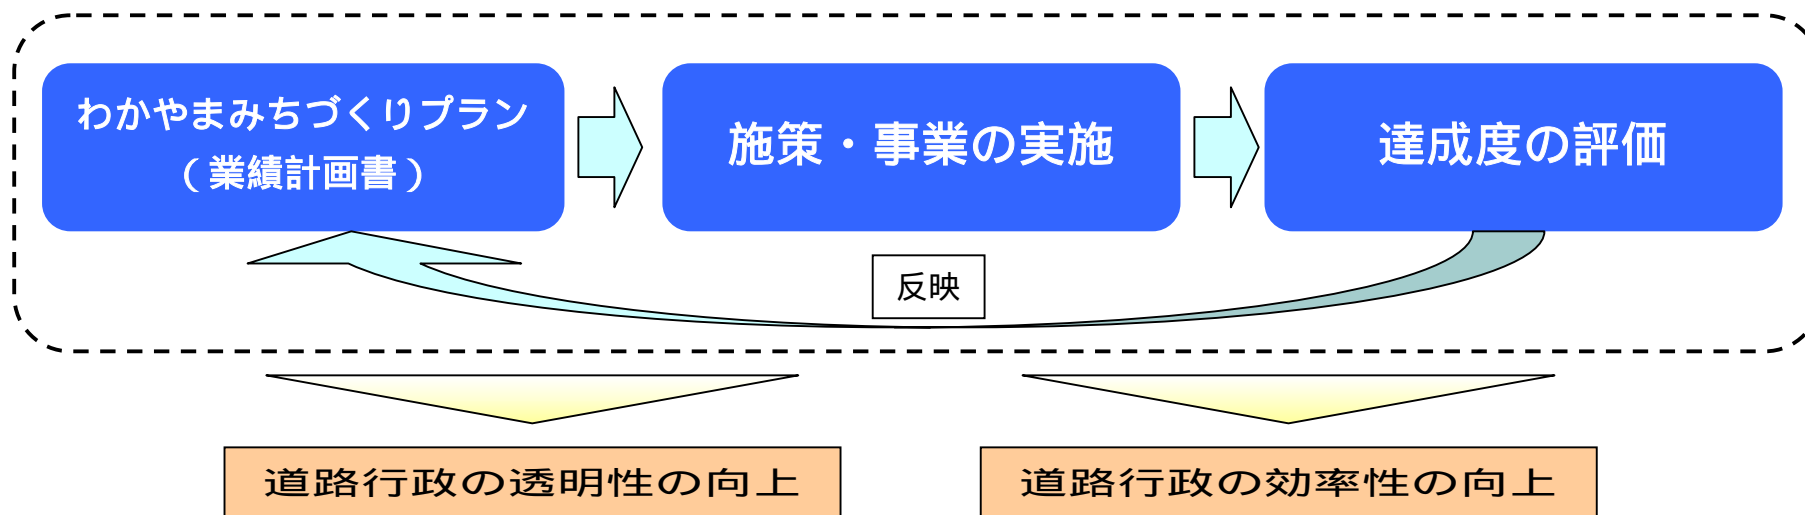 わかやまみちづくりプラン
（業績計画書）
施策・事業の実施
達成度の評価
反映
道路行政の透明性の向上
道路行政の効率性の向上